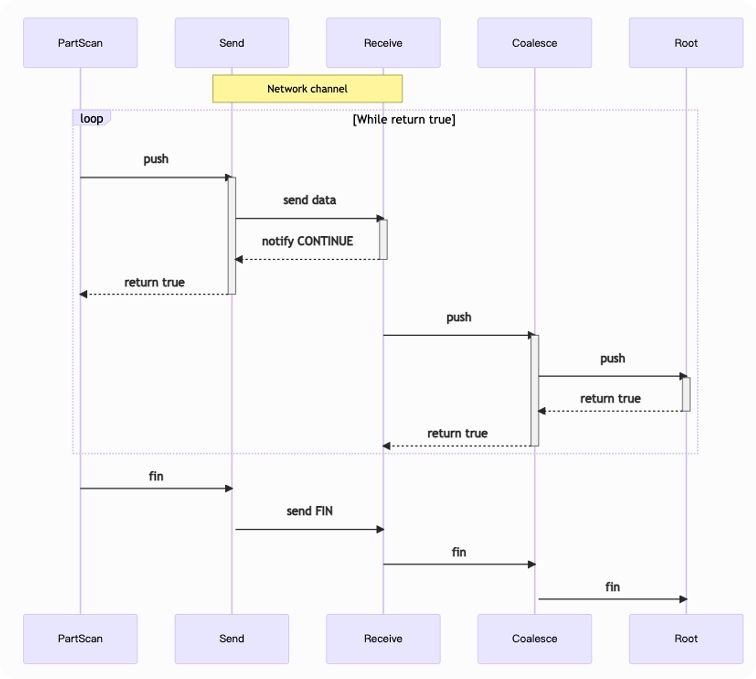 PartScan
Send
Receive
Coalesce
Root
Network channel
loop
[While return true]
push
send data
notify CONTINUE
return true
push
push
return true
return true
fin
send FIN
fin
fin
PartScan
Send
Receive
Coalesce
Root